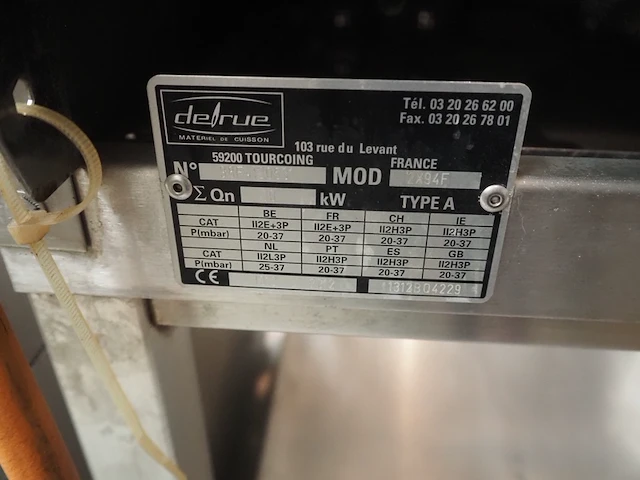 delrue
MATERIEL DE CUISSON
Tél. 03 20 26 62 00
Fax. 03 20 26 78 01
103 rue du Levant
59200 TOURCOING FRANCE
N° MOD 2X94F
Σ Qn kW TYPE A
CAT BE II2E+3P FR II2E+3P CH II2H3P IE II2H3P
P(mbar) 20-37 20-37 20-37 20-37
CAT NL II2L3P PT II2H3P ES II2H3P GB II2H3P
P(mbar) 25-37 20-37 20-37 20-37
CE